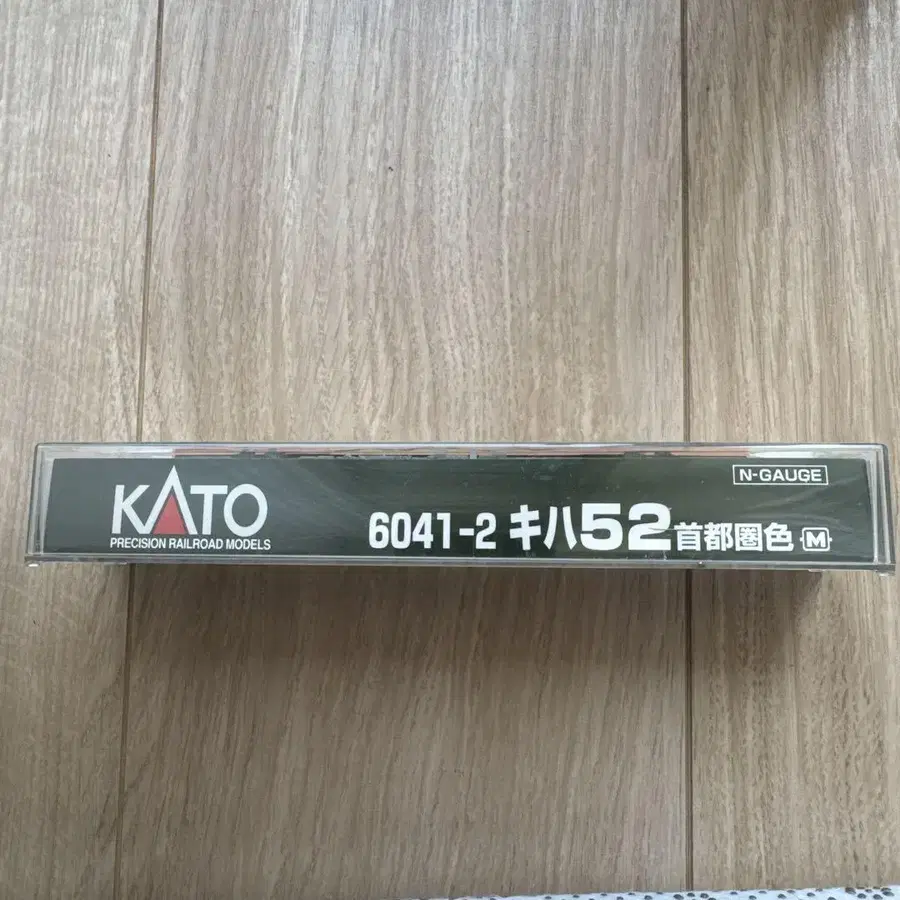 KATO
PRECISION RAILROAD MODELS
N-GAUGE
6041-2 キハ52 首都圏色 M